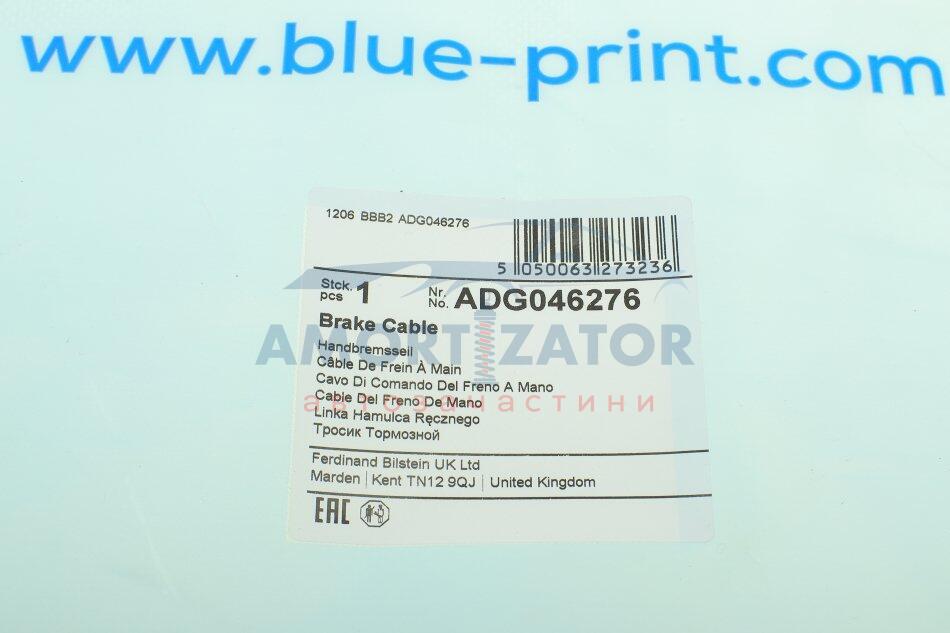 www.blue-print.com
1206 BBB2 ADG046276
5 050063 273236
Stck. pcs 1 Nr. No. ADG046276
Brake Cable
Handbremsseil
Câble De Frein À Main
Cavo Di Comando Del Freno A Mano
Cable Del Freno De Mano
Linka Hamulca Ręcznego
Тросик Тормозной
AMORTIZATOR
автозапчастини
Ferdinand Bilstein UK Ltd
Marden | Kent TN12 9QJ | United Kingdom
EAC